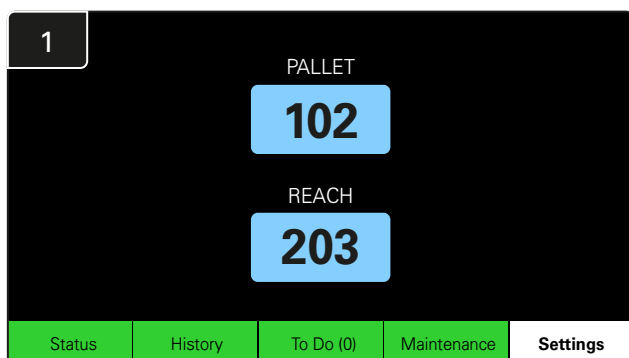 1
PALLET
102
REACH
203
Status History To Do (0) Maintenance Settings